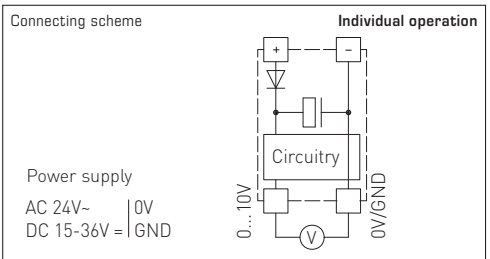 Connecting scheme
Individual operation
+ −
Circuitry
Power supply
AC 24V~ | 0V
DC 15-36V = | GND
0...10V
0V/GND
V